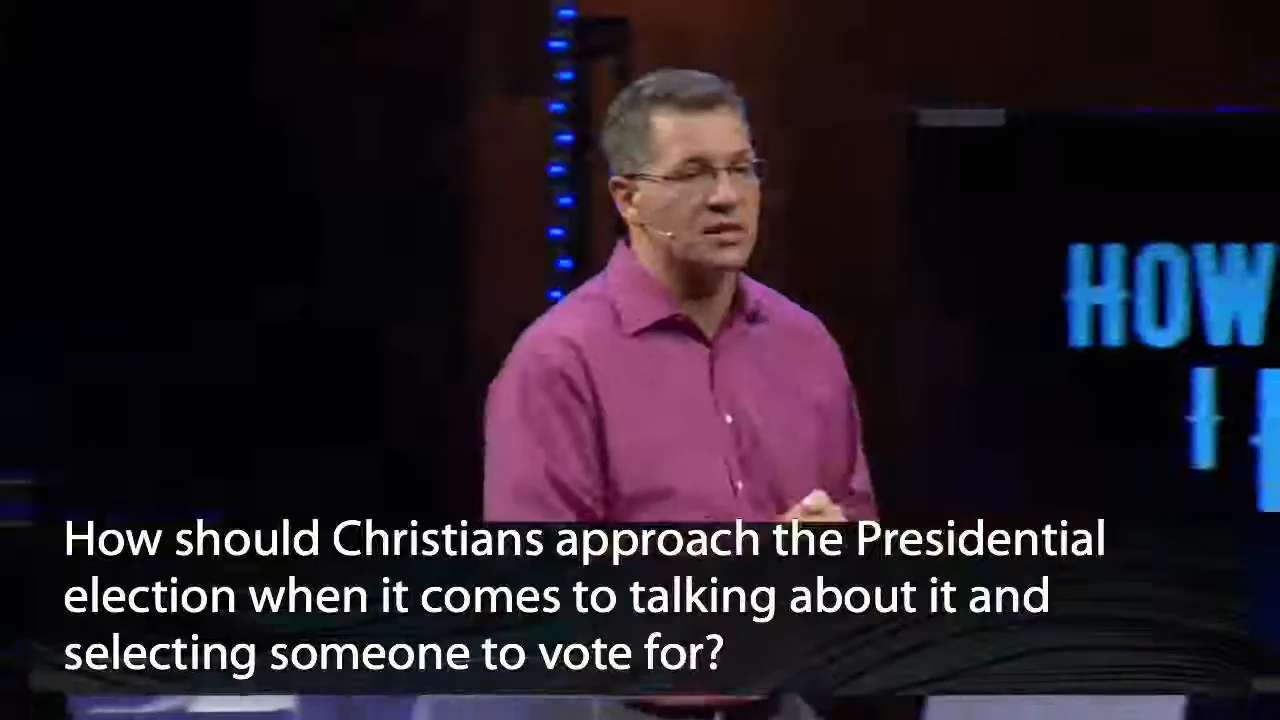 HOW
I
How should Christians approach the Presidential
election when it comes to talking about it and
selecting someone to vote for?